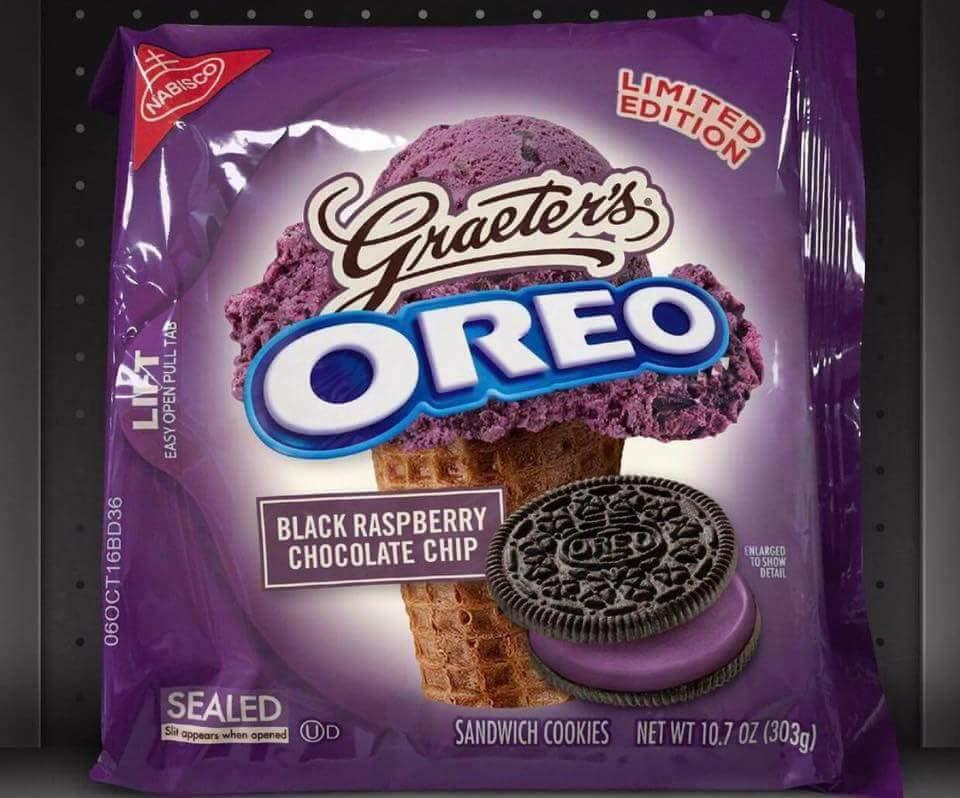 NABISCO
LIMITED
EDITION
Graeter's®
OREO
LIFT
EASY OPEN PULL TAB
BLACK RASPBERRY
CHOCOLATE CHIP
OREO
ENLARGED
TO SHOW
DETAIL
06OCT16BD36
SEALED
Slit appears when opened
UD
SANDWICH COOKIES NET WT 10.7 OZ (303g)